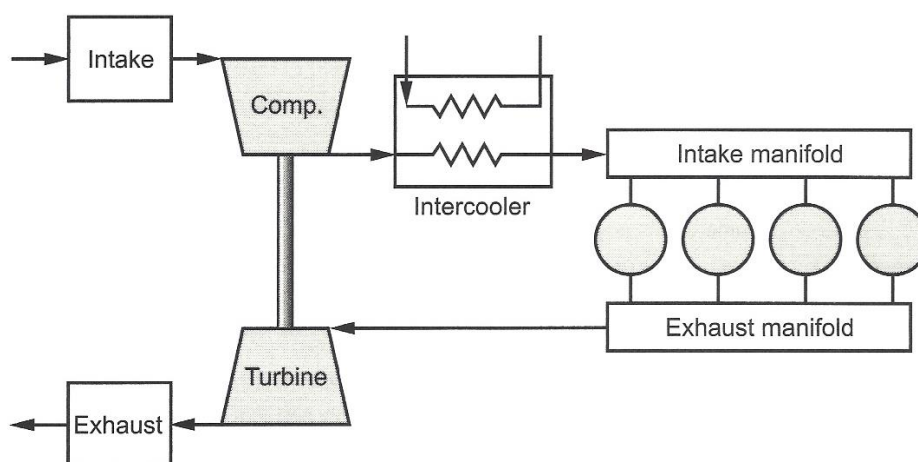 Intake
Comp.
Intercooler
Intake manifold
Exhaust manifold
Turbine
Exhaust